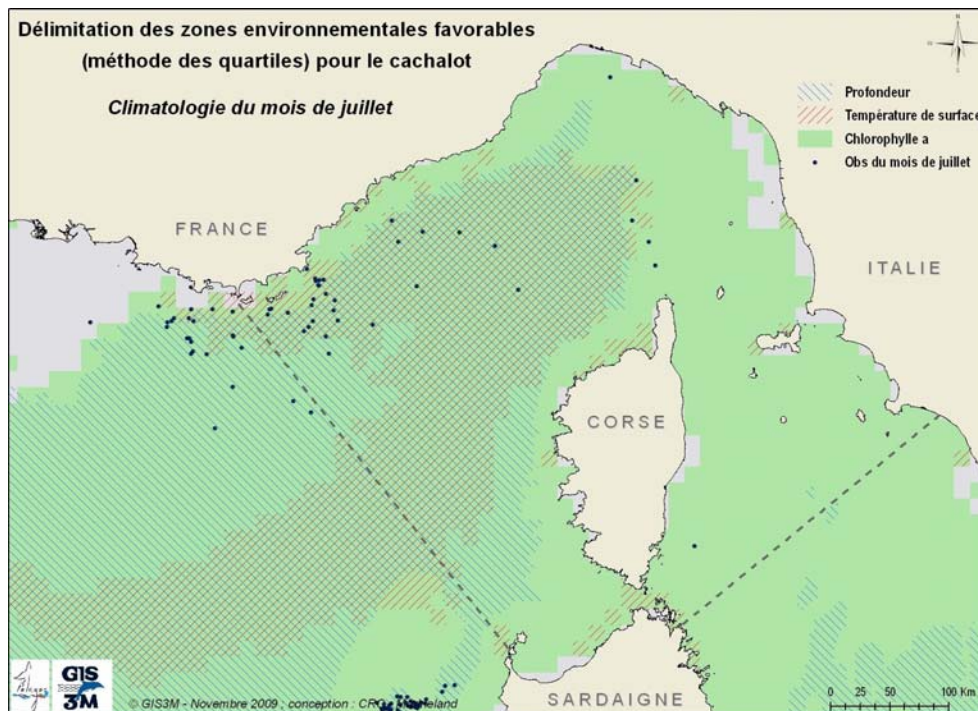 Délimitation des zones environnementales favorables
(méthode des quartiles) pour le cachalot
Climatologie du mois de juillet
N
Profondeur
Température de surface
Chlorophylle a
Obs du mois de juillet
FRANCE
ITALIE
CORSE
SARDAIGNE
GIS
3M
© GIS3M - Novembre 2009 ; conception :
0 25 50 100 Km